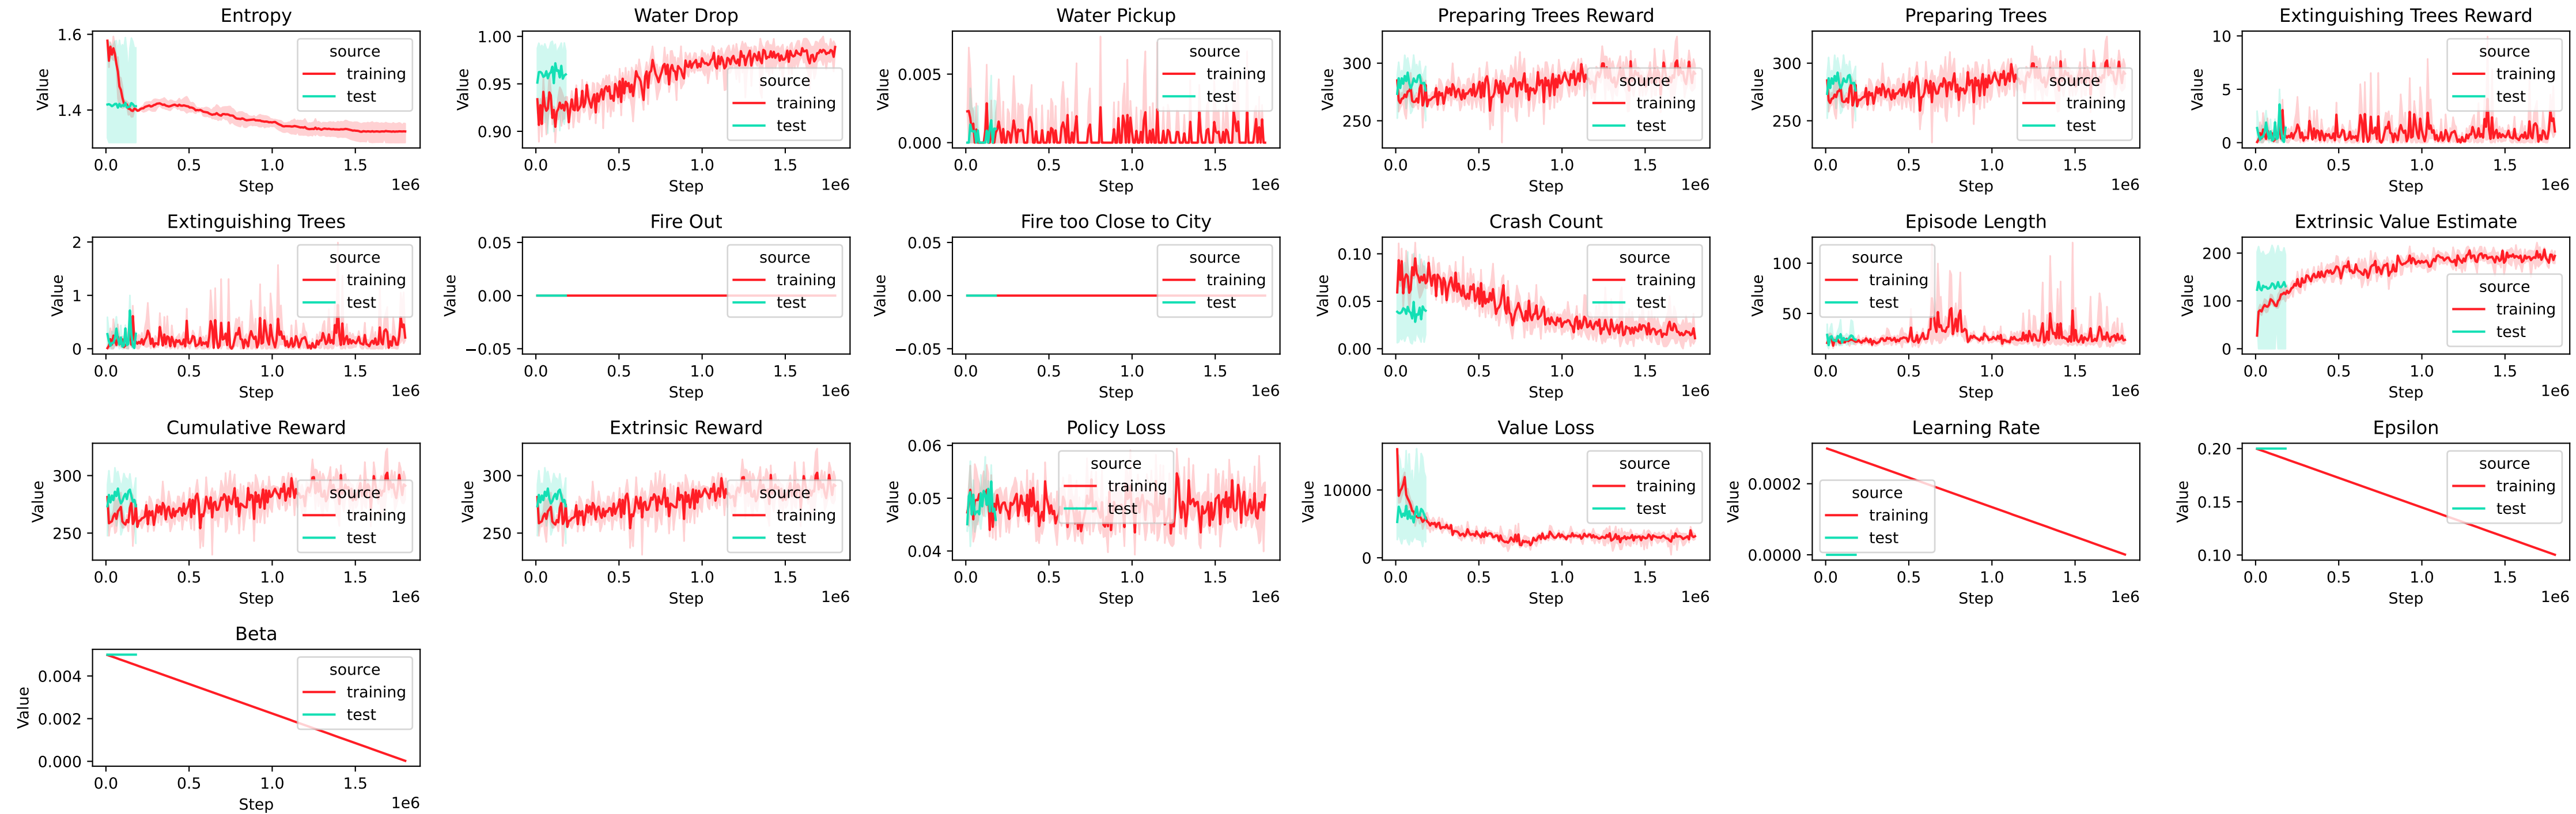 Entropy
Water Drop
Water Pickup
Preparing Trees Reward
Preparing Trees
Extinguishing Trees Reward
1.6
1.4
Value
source
training
test
0.0 0.5 1.0 1.5
Step
1e6
1.00
0.95
0.90
Value
source
training
test
0.0 0.5 1.0 1.5
Step
1e6
0.005
0.000
Value
source
training
test
0.0 0.5 1.0 1.5
Step
1e6
300
250
Value
source
training
test
0.0 0.5 1.0 1.5
Step
1e6
300
250
Value
source
training
test
0.0 0.5 1.0 1.5
Step
1e6
10
5
0
Value
source
training
test
0.0 0.5 1.0 1.5
Step
1e6
Extinguishing Trees
Fire Out
Fire too Close to City
Crash Count
Episode Length
Extrinsic Value Estimate
2
1
0
Value
source
training
test
0.0 0.5 1.0 1.5
Step
1e6
0.05
0.00
−0.05
Value
source
training
test
0.0 0.5 1.0 1.5
Step
1e6
0.05
0.00
−0.05
Value
source
training
test
0.0 0.5 1.0 1.5
Step
1e6
0.10
0.05
0.00
Value
source
training
test
0.0 0.5 1.0 1.5
Step
1e6
100
50
Value
source
training
test
0.0 0.5 1.0 1.5
Step
1e6
200
100
0
Value
source
training
test
0.0 0.5 1.0 1.5
Step
1e6
Cumulative Reward
Extrinsic Reward
Policy Loss
Value Loss
Learning Rate
Epsilon
300
250
Value
source
training
test
0.0 0.5 1.0 1.5
Step
1e6
300
250
Value
source
training
test
0.0 0.5 1.0 1.5
Step
1e6
0.06
0.05
0.04
Value
source
training
test
0.0 0.5 1.0 1.5
Step
1e6
10000
0
Value
source
training
test
0.0 0.5 1.0 1.5
Step
1e6
0.0002
0.0000
Value
source
training
test
0.0 0.5 1.0 1.5
Step
1e6
0.20
0.15
0.10
Value
source
training
test
0.0 0.5 1.0 1.5
Step
1e6
Beta
0.004
0.002
0.000
Value
source
training
test
0.0 0.5 1.0 1.5
Step
1e6